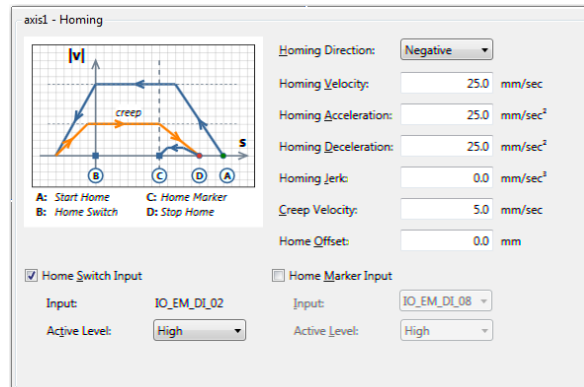 axis1 - Homing
|v|
creep
s
B C D A
A: Start Home C: Home Marker
B: Home Switch D: Stop Home
Homing Direction: Negative
Homing Velocity: 25.0 mm/sec
Homing Acceleration: 25.0 mm/sec²
Homing Deceleration: 25.0 mm/sec²
Homing Jerk: 0.0 mm/sec³
Creep Velocity: 5.0 mm/sec
Home Offset: 0.0 mm
Home Switch Input
Input: IO_EM_DI_02
Active Level: High
Home Marker Input
Input: IO_EM_DI_08
Active Level: High